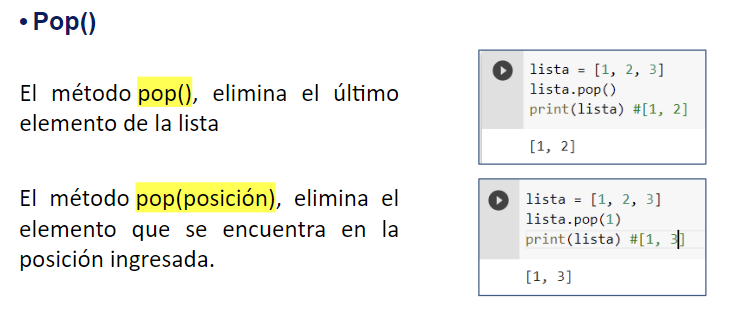 • Pop()
El método pop(), elimina el último
elemento de la lista
lista = [1, 2, 3]
lista.pop()
print(lista) #[1, 2]
[1, 2]
El método pop(posición), elimina el
elemento que se encuentra en la
posición ingresada.
lista = [1, 2, 3]
lista.pop(1)
print(lista) #[1, 3]
[1, 3]